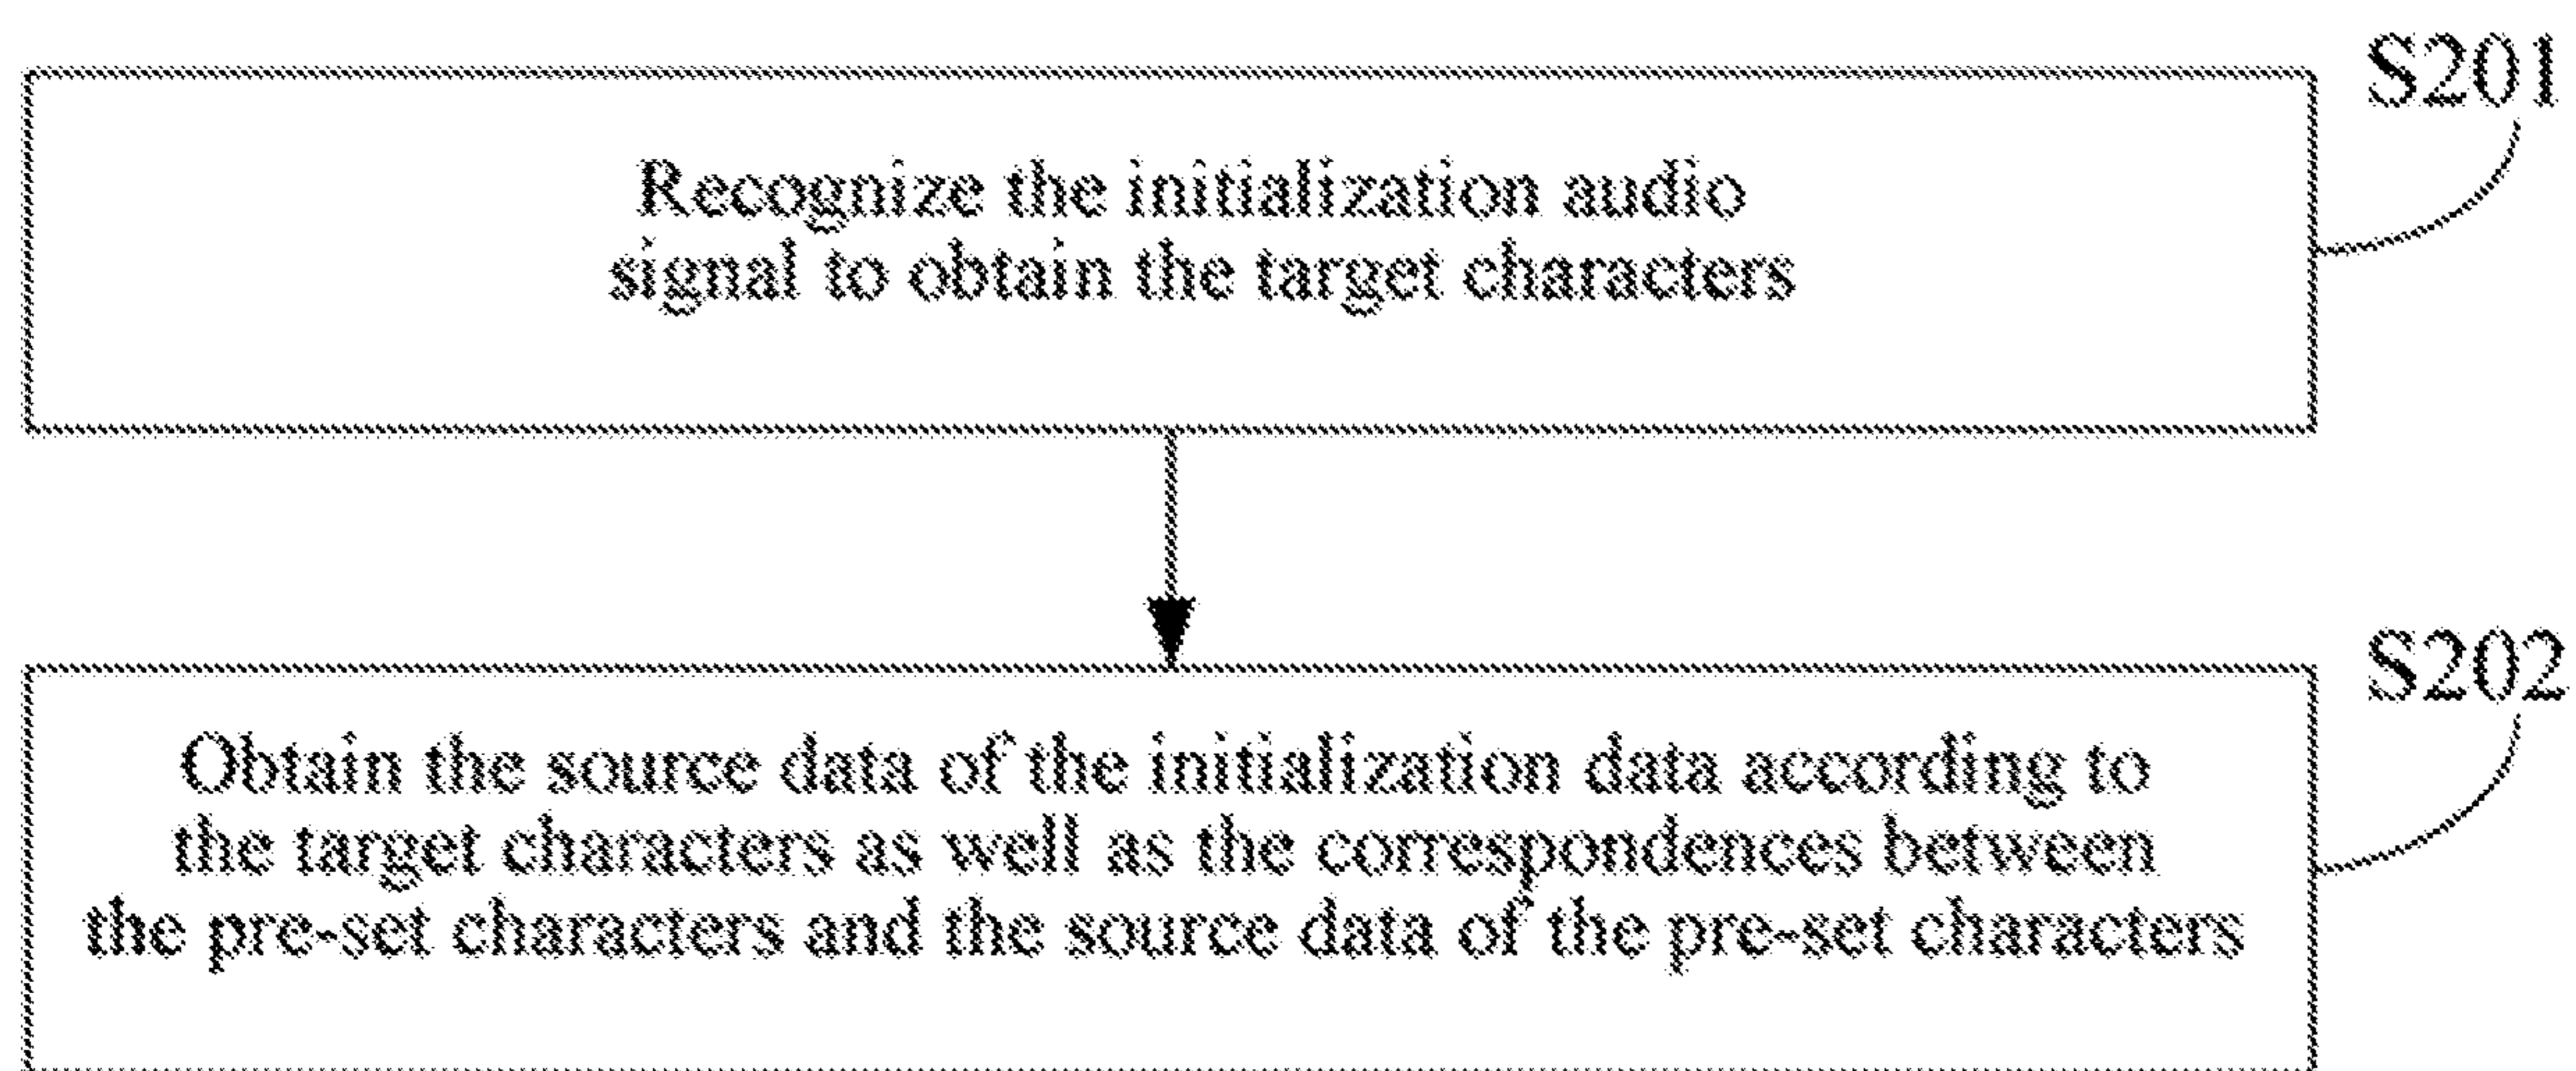 S201
Recognize the initialization audio
signal to obtain the target characters
S202
Obtain the source data of the initialization data according to
the target characters as well as the correspondences between
the pre-set characters and the source data of the pre-set characters